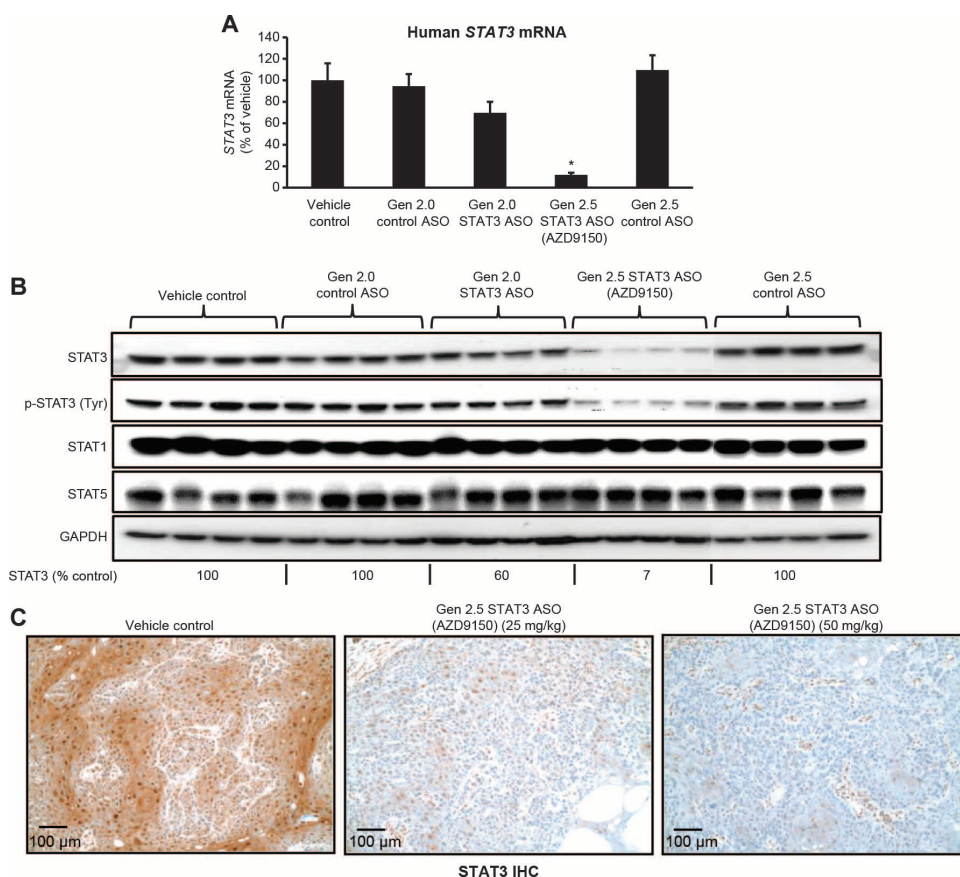 A
Human STAT3 mRNA
STAT3 mRNA
(% of vehicle)
140
120
100
80
60
40
20
0
*
Vehicle
control
Gen 2.0
control ASO
Gen 2.0
STAT3 ASO
Gen 2.5
STAT3 ASO
(AZD9150)
Gen 2.5
control ASO
B
Vehicle control
Gen 2.0
control ASO
Gen 2.0
STAT3 ASO
Gen 2.5 STAT3 ASO
(AZD9150)
Gen 2.5
control ASO
STAT3
p-STAT3 (Tyr)
STAT1
STAT5
GAPDH
STAT3 (% control) 100 100 60 7 100
C
Vehicle control
Gen 2.5 STAT3 ASO
(AZD9150) (25 mg/kg)
Gen 2.5 STAT3 ASO
(AZD9150) (50 mg/kg)
100 µm
100 µm
100 µm
STAT3 IHC